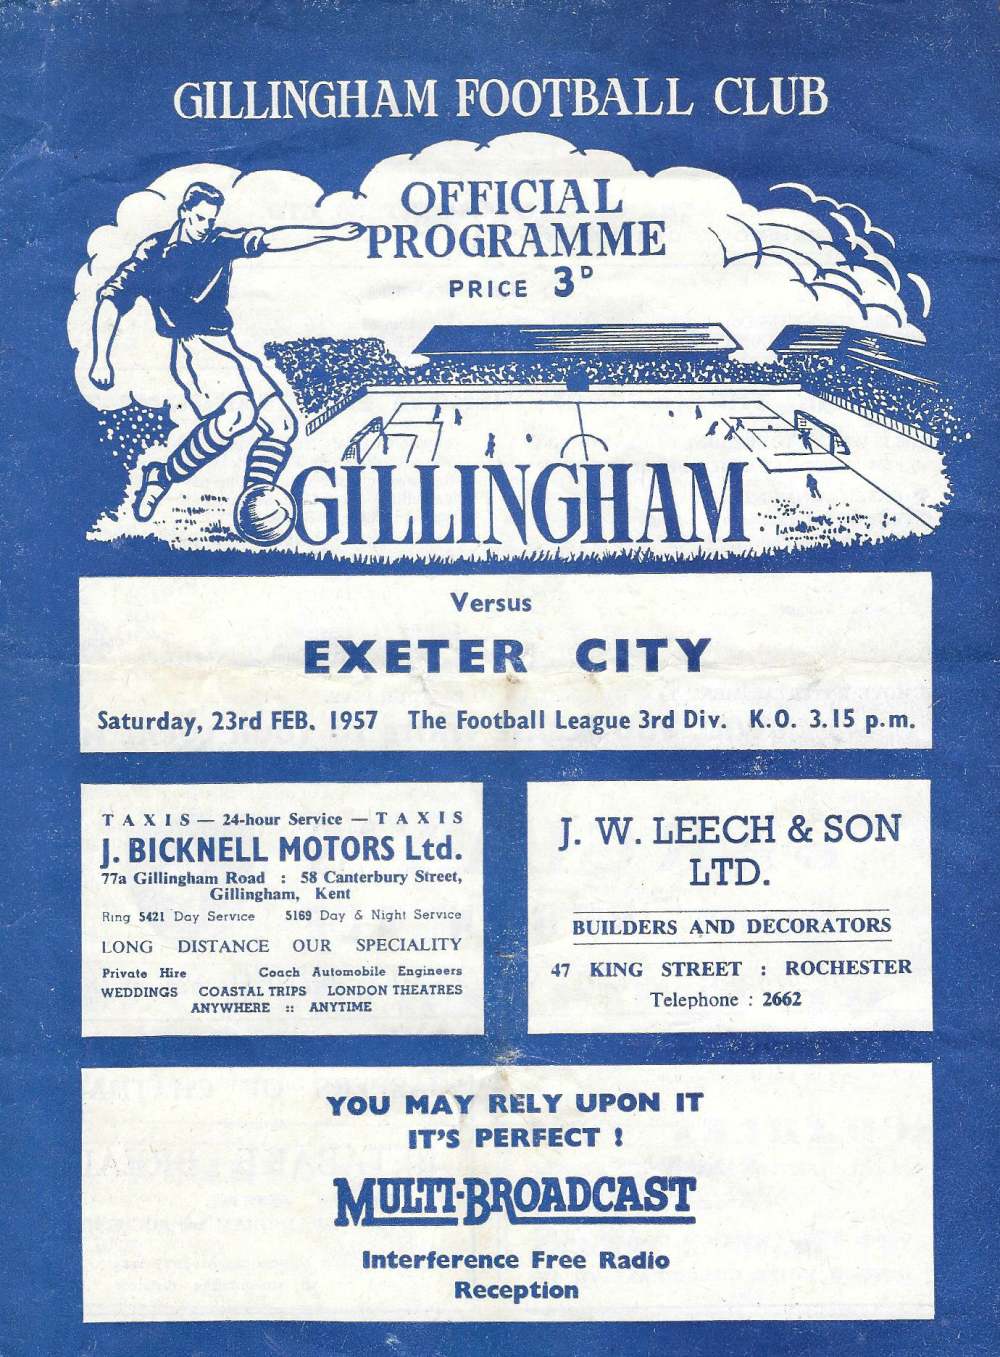 GILLINGHAM FOOTBALL CLUB
OFFICIAL
PROGRAMME
PRICE 3D
GILLINGHAM
Versus
EXETER CITY
Saturday, 23rd FEB. 1957 The Football League 3rd Div. K.O. 3.15 p.m.
TAXIS — 24-hour Service — TAXIS
J. BICKNELL MOTORS Ltd.
77a Gillingham Road : 58 Canterbury Street,
Gillingham, Kent
Ring 5421 Day Service 5169 Day & Night Service
LONG DISTANCE OUR SPECIALITY
Private Hire Coach Automobile Engineers
WEDDINGS COASTAL TRIPS LONDON THEATRES
ANYWHERE :: ANYTIME
J. W. LEECH & SON
LTD.
BUILDERS AND DECORATORS
47 KING STREET : ROCHESTER
Telephone : 2662
YOU MAY RELY UPON IT
IT'S PERFECT !
MULTI-BROADCAST
Interference Free Radio
Reception